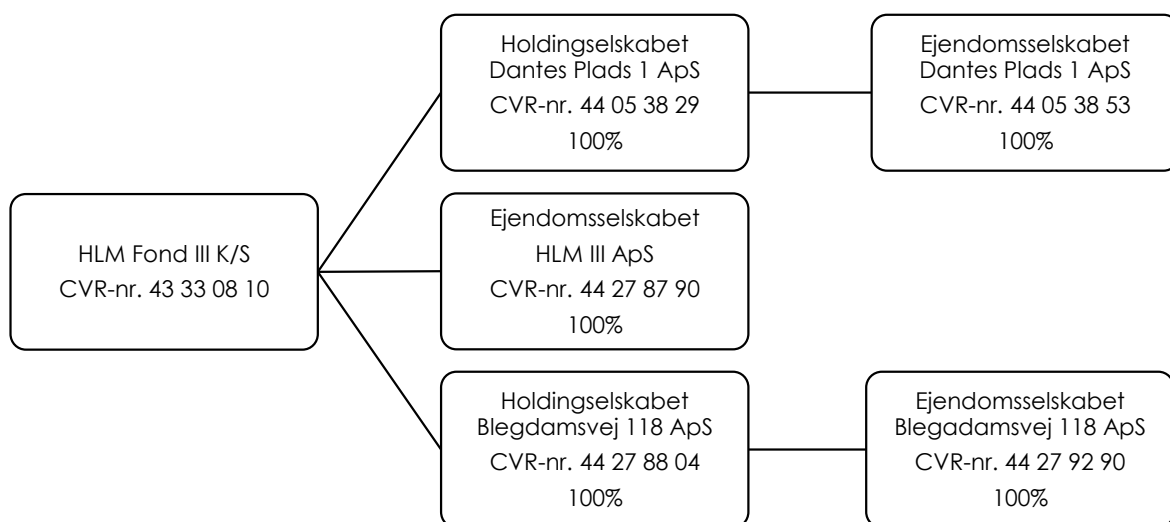 HLM Fond III K/S
CVR-nr. 43 33 08 10
Holdingselskabet
Dantes Plads 1 ApS
CVR-nr. 44 05 38 29
100%
Ejendomsselskabet
Dantes Plads 1 ApS
CVR-nr. 44 05 38 53
100%
Ejendomsselskabet
HLM III ApS
CVR-nr. 44 27 87 90
100%
Holdingselskabet
Blegdamsvej 118 ApS
CVR-nr. 44 27 88 04
100%
Ejendomsselskabet
Blegadamsvej 118 ApS
CVR-nr. 44 27 92 90
100%